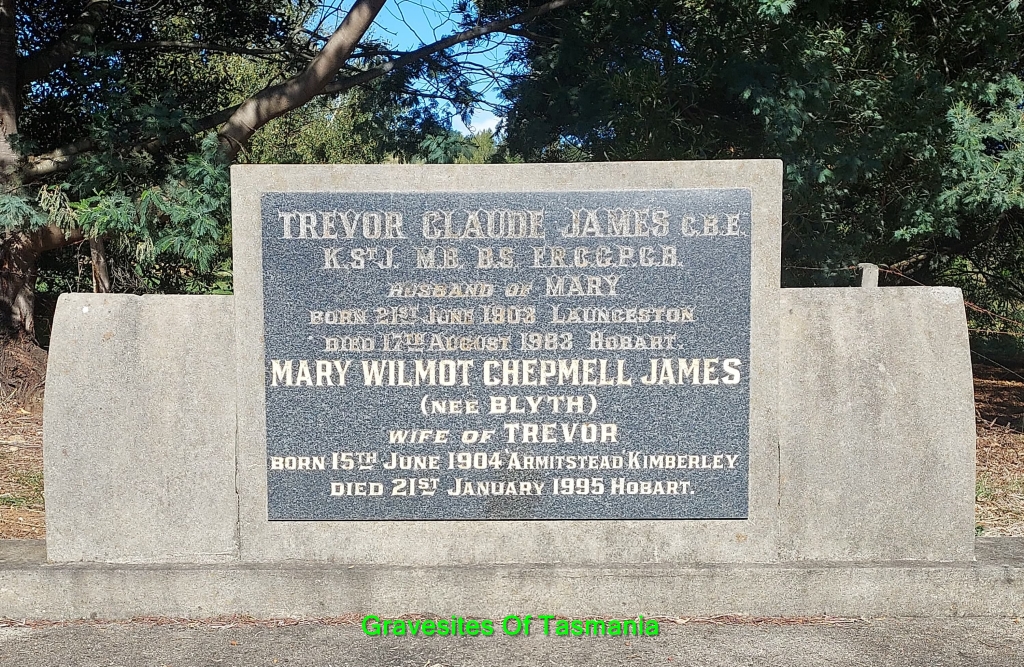 TREVOR CLAUDE JAMES C.B.E.
K.ST J. M.B. B.S. F.R.C.G.P.G.B.
HUSBAND OF MARY
BORN 21ST JUNE 1903 LAUNCESTON
DIED 17TH AUGUST 1983 HOBART.
MARY WILMOT CHEPMELL JAMES
(NEE BLYTH)
WIFE OF TREVOR
BORN 15TH JUNE 1904 'ARMITSTEAD' KIMBERLEY
DIED 21ST JANUARY 1995 HOBART.
Gravesites Of Tasmania